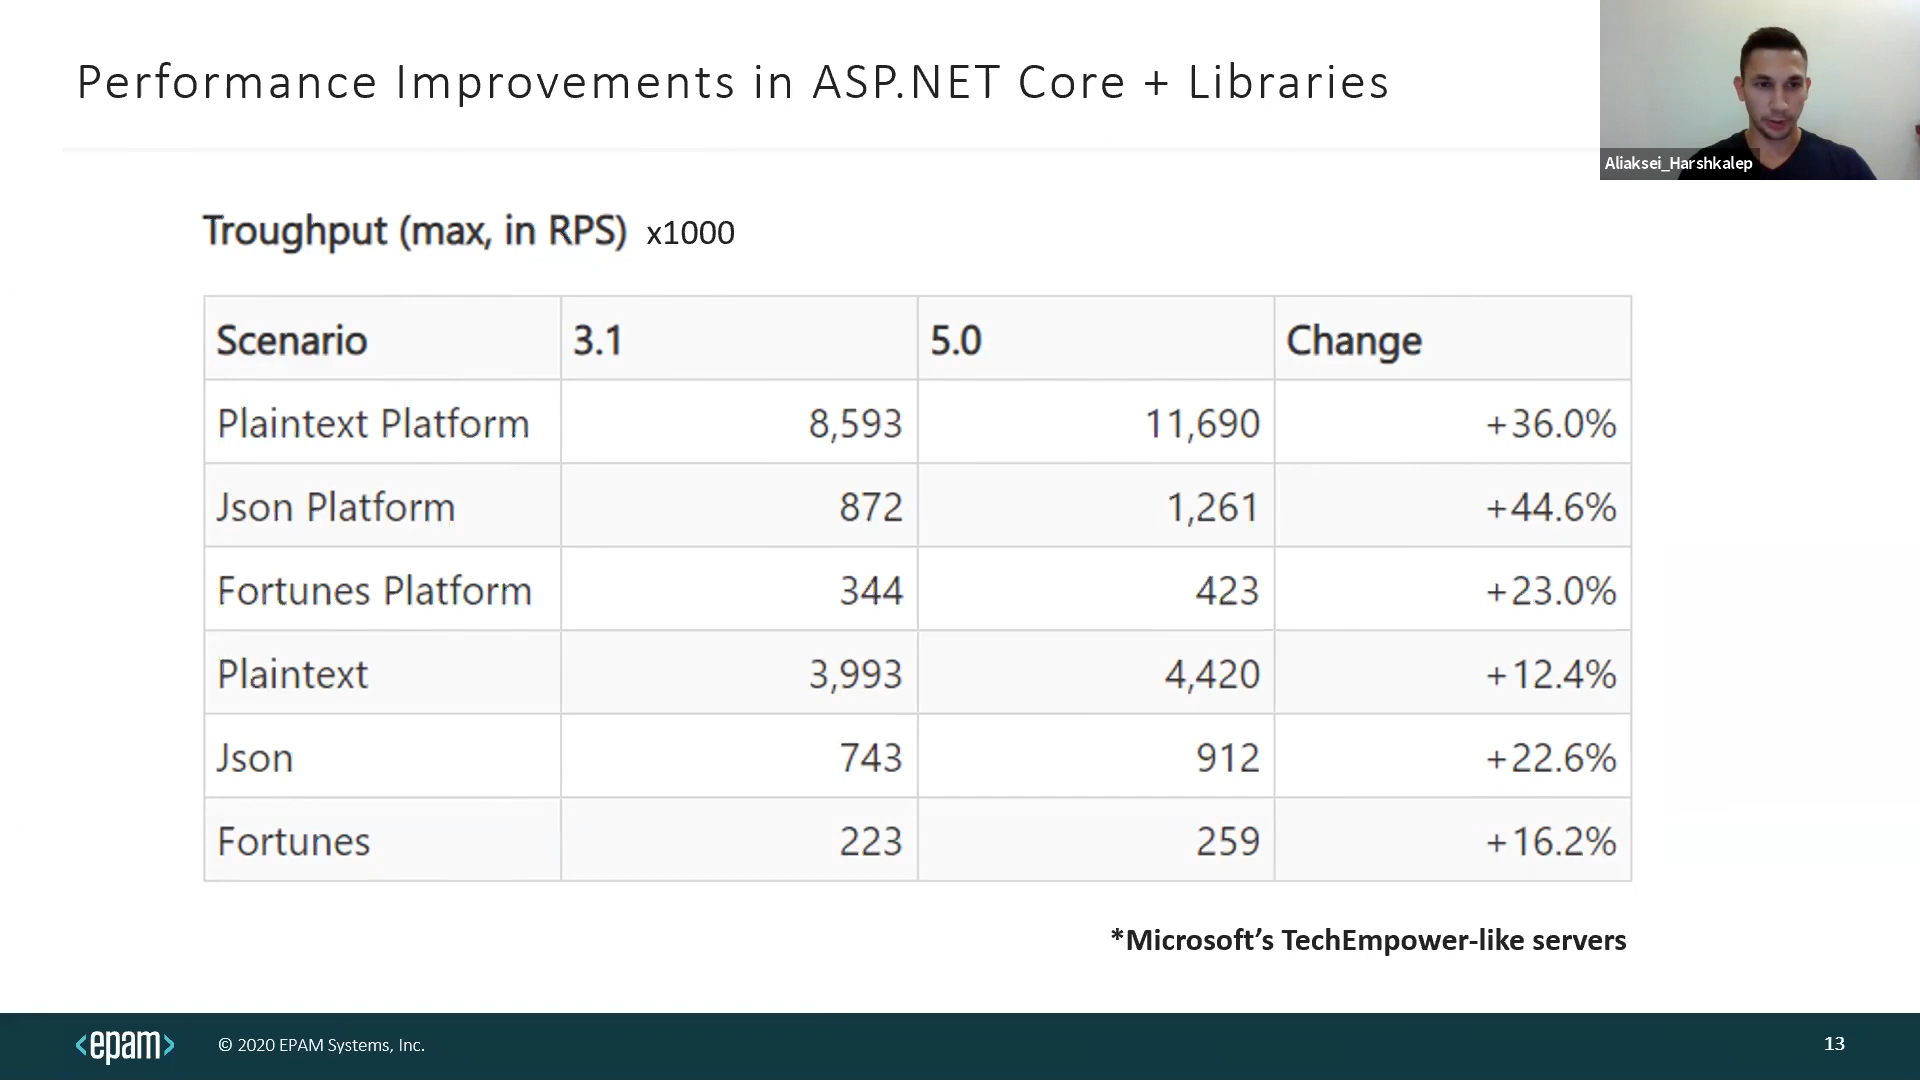 Performance Improvements in ASP.NET Core + Libraries
Aliaksei_Harshkalep
Troughput (max, in RPS) x1000
Scenario 3.1 5.0 Change
Plaintext Platform 8,593 11,690 +36.0%
Json Platform 872 1,261 +44.6%
Fortunes Platform 344 423 +23.0%
Plaintext 3,993 4,420 +12.4%
Json 743 912 +22.6%
Fortunes 223 259 +16.2%
*Microsoft’s TechEmpower-like servers
<epam> © 2020 EPAM Systems, Inc. 13